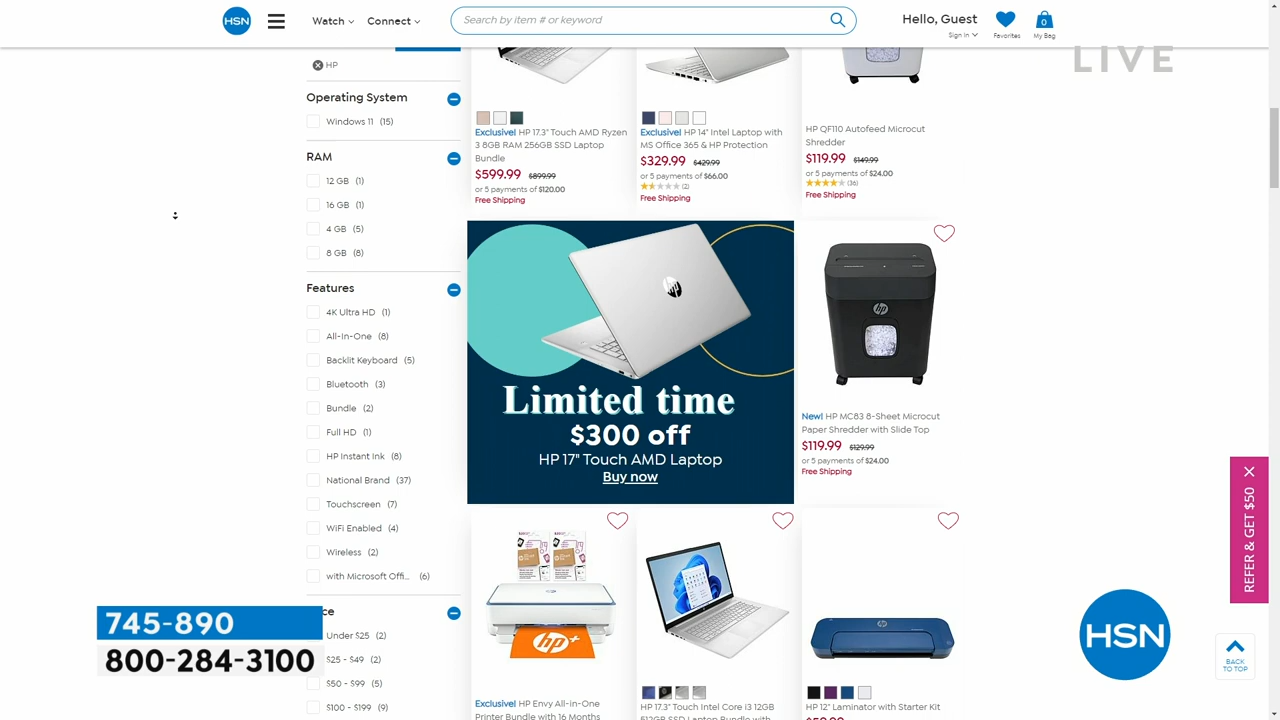 HSN
Watch
Connect
Search by item # or keyword
Hello, Guest
Sign In
Favorites
0
My Bag
LIVE
HP
Operating System
Windows 11 (15)
RAM
12 GB (1)
16 GB (1)
4 GB (5)
8 GB (8)
Features
4K Ultra HD (1)
All-In-One (8)
Backlit Keyboard (5)
Bluetooth (3)
Bundle (2)
Full HD (1)
HP Instant Ink (8)
National Brand (37)
Touchscreen (7)
WiFi Enabled (4)
Wireless (2)
with Microsoft Offi... (6)
ce
Under $25 (2)
$25 - $49 (2)
$50 - $99 (5)
$100 - $199 (9)
Exclusive! HP 17.3" Touch AMD Ryzen
3 8GB RAM 256GB SSD Laptop
Bundle
$599.99 $899.99
or 5 payments of $120.00
Free Shipping
Exclusive! HP 14" Intel Laptop with
MS Office 365 & HP Protection
$329.99 $429.99
or 5 payments of $66.00
(2)
Free Shipping
HP QF110 Autofeed Microcut
Shredder
$119.99 $149.99
or 5 payments of $24.00
(36)
Free Shipping
hp
Limited time
$300 off
HP 17" Touch AMD Laptop
Buy now
hp
New! HP MC83 8-Sheet Microcut
Paper Shredder with Slide Top
$119.99 $129.99
or 5 payments of $24.00
Free Shipping
hp+
Exclusive! HP Envy All-in-One
Printer Bundle with 16 Months
HP 17.3" Touch Intel Core i3 12GB
512GB SSD Laptop Bundle with
hp
HP 12" Laminator with Starter Kit
REFER & GET $50
HSN
BACK
TO TOP
745-890
800-284-3100